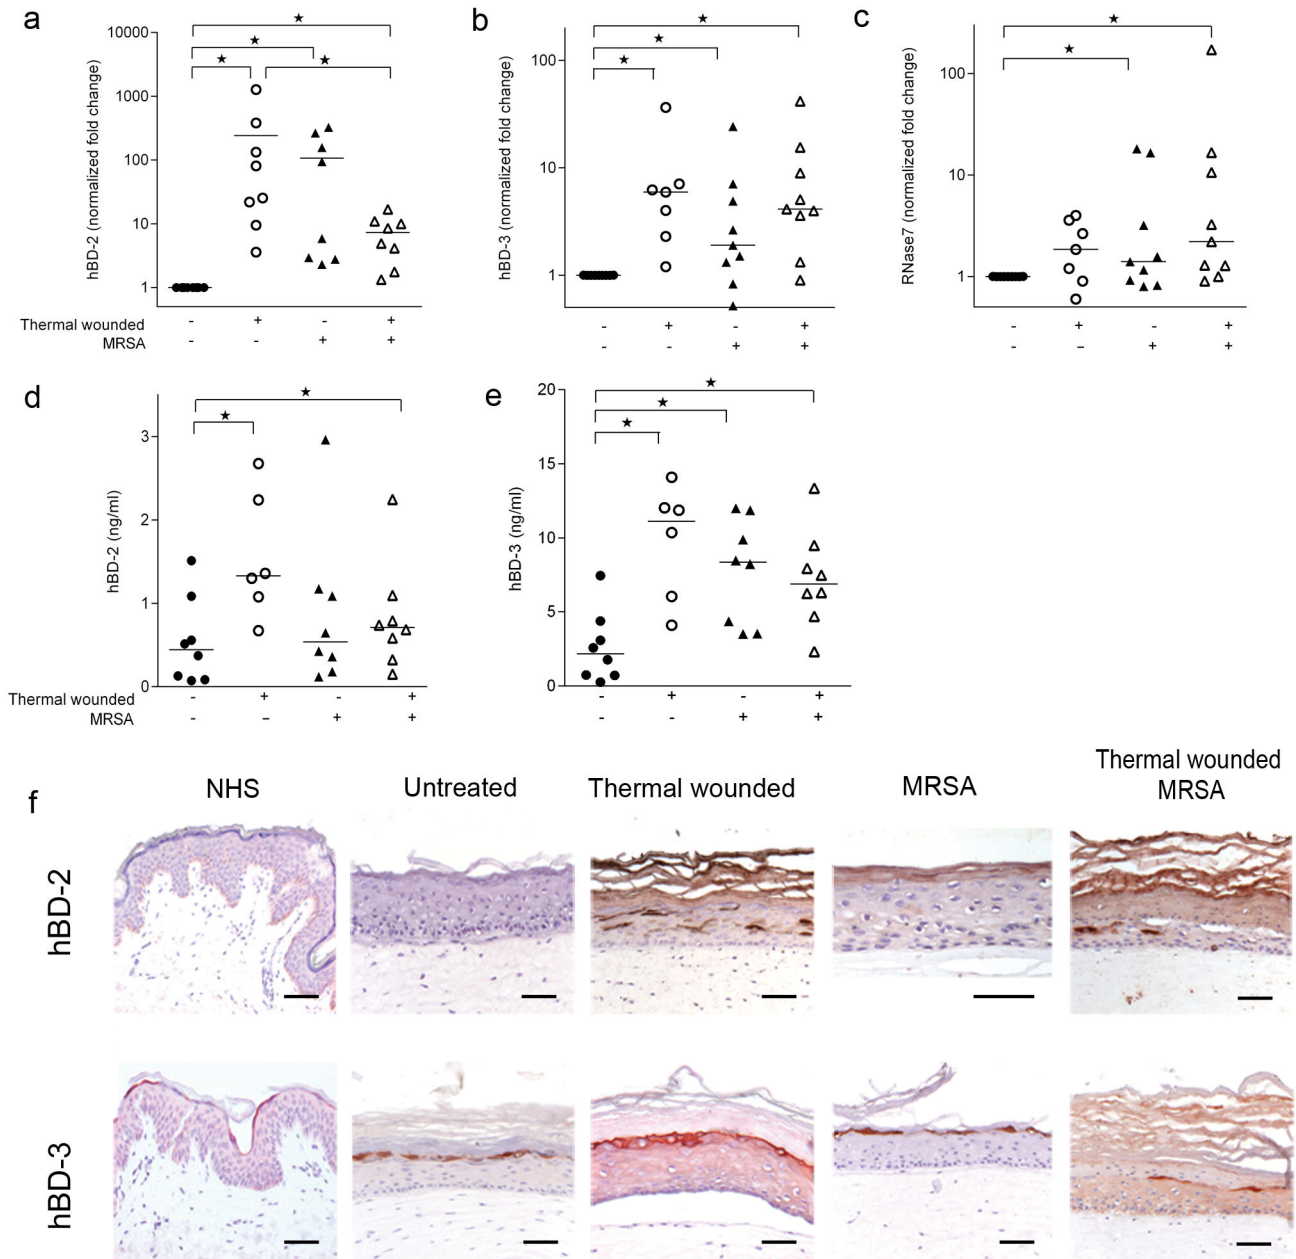 a
b
c
hBD-2 (normalized fold change)
10000
1000
100
10
1
★
★
★
★
Thermal wounded - + - +
MRSA - - + +
hBD-3 (normalized fold change)
100
10
1
★
★
★
- + - +
- - + +
RNase7 (normalized fold change)
100
10
1
★
★
- + - +
- – + +
d
e
hBD-2 (ng/ml)
3
2
1
0
★
★
Thermal wounded - + - +
MRSA - – + +
hBD-3 (ng/ml)
20
15
10
5
0
★
★
★
- + - +
- - + +
f
NHS
Untreated
Thermal wounded
MRSA
Thermal wounded
MRSA
hBD-2
hBD-3